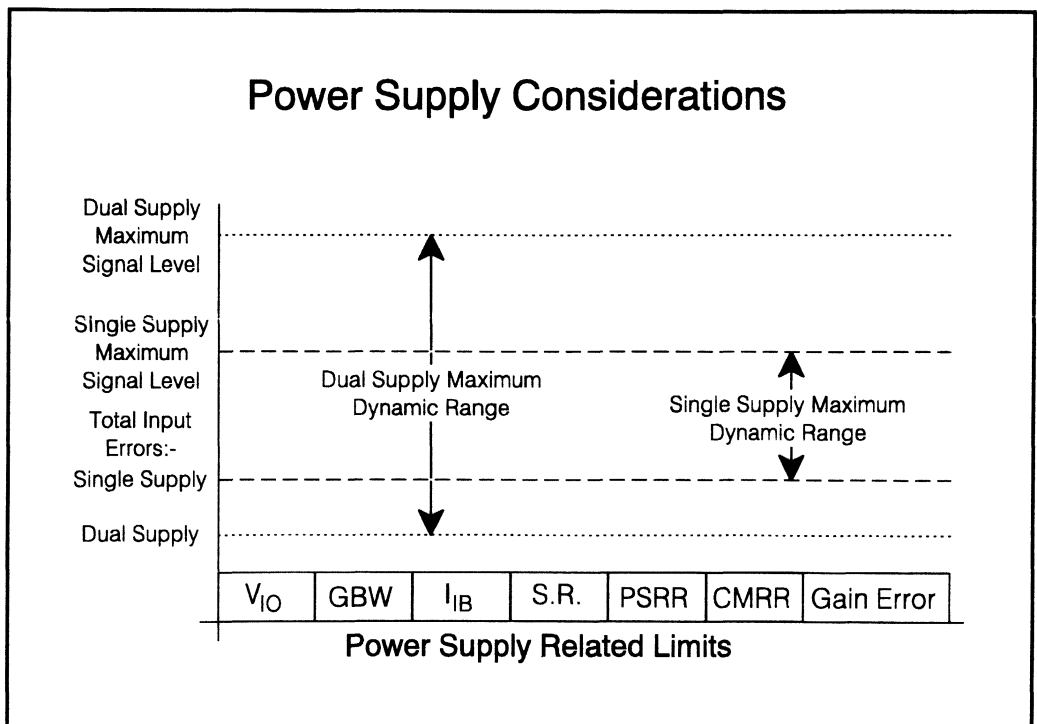 Power Supply Considerations
Dual Supply
Maximum
Signal Level
SIngle Supply
Maximum
Signal Level
Dual Supply Maximum
Dynamic Range
Single Supply Maximum
Dynamic Range
Total Input
Errors:-
Single Supply
Dual Supply
V_IO GBW I_IB S.R. PSRR CMRR Gain Error
Power Supply Related Limits